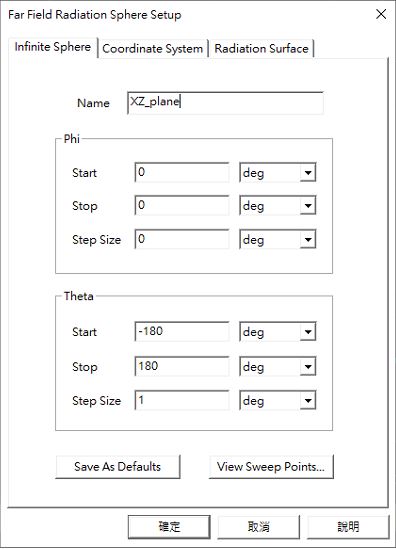 Far Field Radiation Sphere Setup
Infinite Sphere Coordinate System Radiation Surface
Name XZ_plane
Phi
Start 0 deg
Stop 0 deg
Step Size 0 deg
Theta
Start -180 deg
Stop 180 deg
Step Size 1 deg
Save As Defaults View Sweep Points...
確定 取消 說明